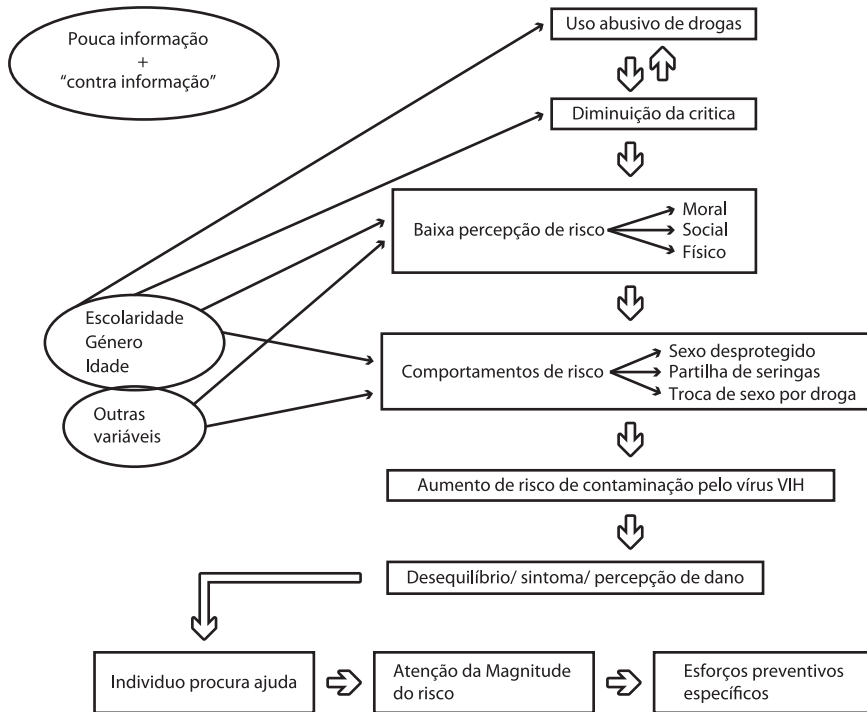 Pouca informação
+
“contra informação”
Uso abusivo de drogas
Diminuição da critica
Baixa percepção de risco
Moral
Social
Físico
Escolaridade
Género
Idade
Outras
variáveis
Comportamentos de risco
Sexo desprotegido
Partilha de seringas
Troca de sexo por droga
Aumento de risco de contaminação pelo vírus VIH
Desequilíbrio/ sintoma/ percepção de dano
Individuo procura ajuda
Atenção da Magnitude
do risco
Esforços preventivos
específicos